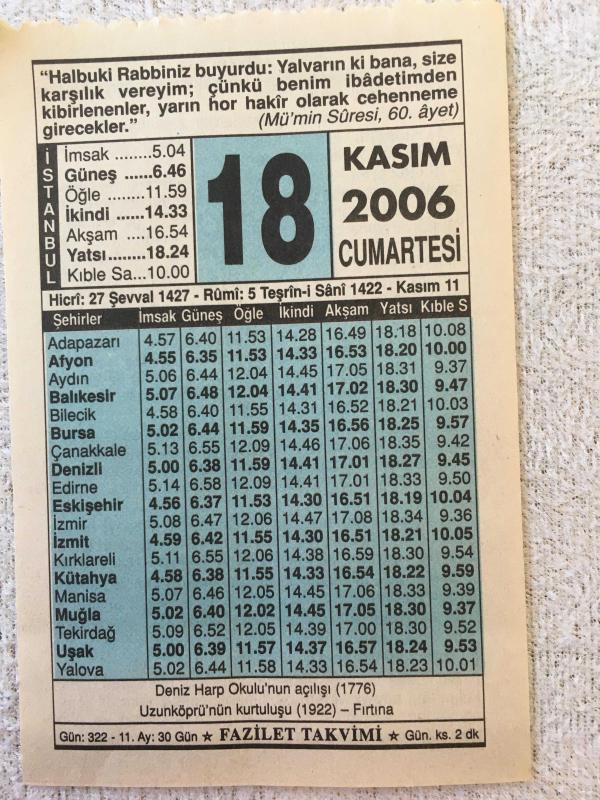 “Halbuki Rabbiniz buyurdu: Yalvarın ki bana, size
karşılık vereyim; çünkü benim ibâdetimden
kibirlenenler, yarın hor hakîr olarak cehenneme
girecekler.” (Mü’min Sûresi, 60. âyet)
İSTANBUL
İmsak ........5.04
Güneş ......6.46
Öğle .......11.59
İkindi ......14.33
Akşam ....16.54
Yatsı........18.24
Kıble Sa...10.00
18
KASIM
2006
CUMARTESİ
Hicrî: 27 Şevval 1427 - Rûmî: 5 Teşrîn-i Sânî 1422 - Kasım 11
Şehirler İmsak Güneş Öğle İkindi Akşam Yatsı Kıble S
Adapazarı 4.57 6.40 11.53 14.28 16.49 18.18 10.08
Afyon 4.55 6.35 11.53 14.33 16.53 18.20 10.00
Aydın 5.06 6.44 12.04 14.45 17.05 18.31 9.37
Balıkesir 5.07 6.48 12.04 14.41 17.02 18.30 9.47
Bilecik 4.58 6.40 11.55 14.31 16.52 18.21 10.03
Bursa 5.02 6.44 11.59 14.35 16.56 18.25 9.57
Çanakkale 5.13 6.55 12.09 14.46 17.06 18.35 9.42
Denizli 5.00 6.38 11.59 14.41 17.01 18.27 9.45
Edirne 5.14 6.58 12.09 14.41 17.01 18.33 9.50
Eskişehir 4.56 6.37 11.53 14.30 16.51 18.19 10.04
İzmir 5.08 6.47 12.06 14.47 17.08 18.34 9.36
İzmit 4.59 6.42 11.55 14.30 16.51 18.21 10.05
Kırklareli 5.11 6.55 12.06 14.38 16.59 18.30 9.54
Kütahya 4.58 6.38 11.55 14.33 16.54 18.22 9.59
Manisa 5.07 6.46 12.05 14.45 17.06 18.33 9.39
Muğla 5.02 6.40 12.02 14.45 17.05 18.30 9.37
Tekirdağ 5.09 6.52 12.05 14.39 17.00 18.30 9.52
Uşak 5.00 6.39 11.57 14.37 16.57 18.24 9.53
Yalova 5.02 6.44 11.58 14.33 16.54 18.23 10.01
Deniz Harp Okulu’nun açılışı (1776)
Uzunköprü’nün kurtuluşu (1922) – Fırtına
Gün: 322 - 11. Ay: 30 Gün ★ FAZİLET TAKVİMİ ★ Gün. ks. 2 dk